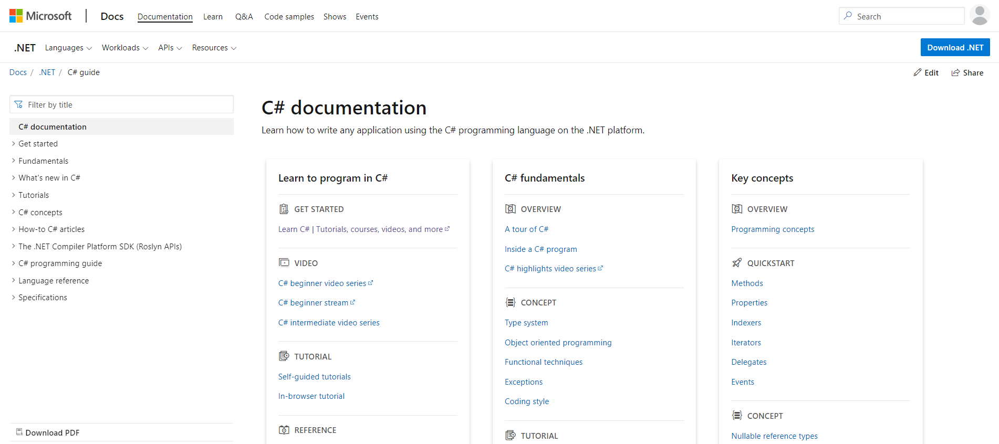 Microsoft Docs Documentation Learn Q&A Code samples Shows Events Search
.NET Languages Workloads APIs Resources Download .NET
Docs / .NET / C# guide Edit Share
Filter by title
C# documentation
Get started
Fundamentals
What's new in C#
Tutorials
C# concepts
How-to C# articles
The .NET Compiler Platform SDK (Roslyn APIs)
C# programming guide
Language reference
Specifications
Download PDF
C# documentation
Learn how to write any application using the C# programming language on the .NET platform.
Learn to program in C#
GET STARTED
Learn C# | Tutorials, courses, videos, and more
VIDEO
C# beginner video series
C# beginner stream
C# intermediate video series
TUTORIAL
Self-guided tutorials
In-browser tutorial
REFERENCE
C# fundamentals
OVERVIEW
A tour of C#
Inside a C# program
C# highlights video series
CONCEPT
Type system
Object oriented programming
Functional techniques
Exceptions
Coding style
TUTORIAL
Key concepts
OVERVIEW
Programming concepts
QUICKSTART
Methods
Properties
Indexers
Iterators
Delegates
Events
CONCEPT
Nullable reference types